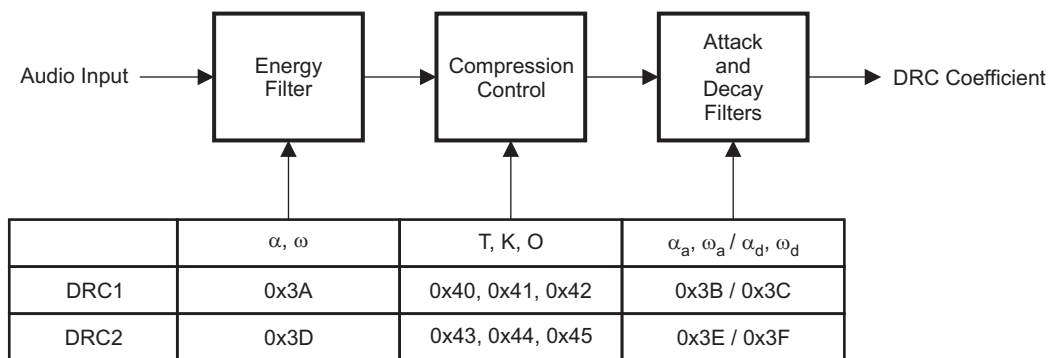 Audio Input
Energy
Filter
Compression
Control
Attack
and
Decay
Filters
DRC Coefficient
α, ω
T, K, O
αa, ωa / αd, ωd
DRC1
0x3A
0x40, 0x41, 0x42
0x3B / 0x3C
DRC2
0x3D
0x43, 0x44, 0x45
0x3E / 0x3F